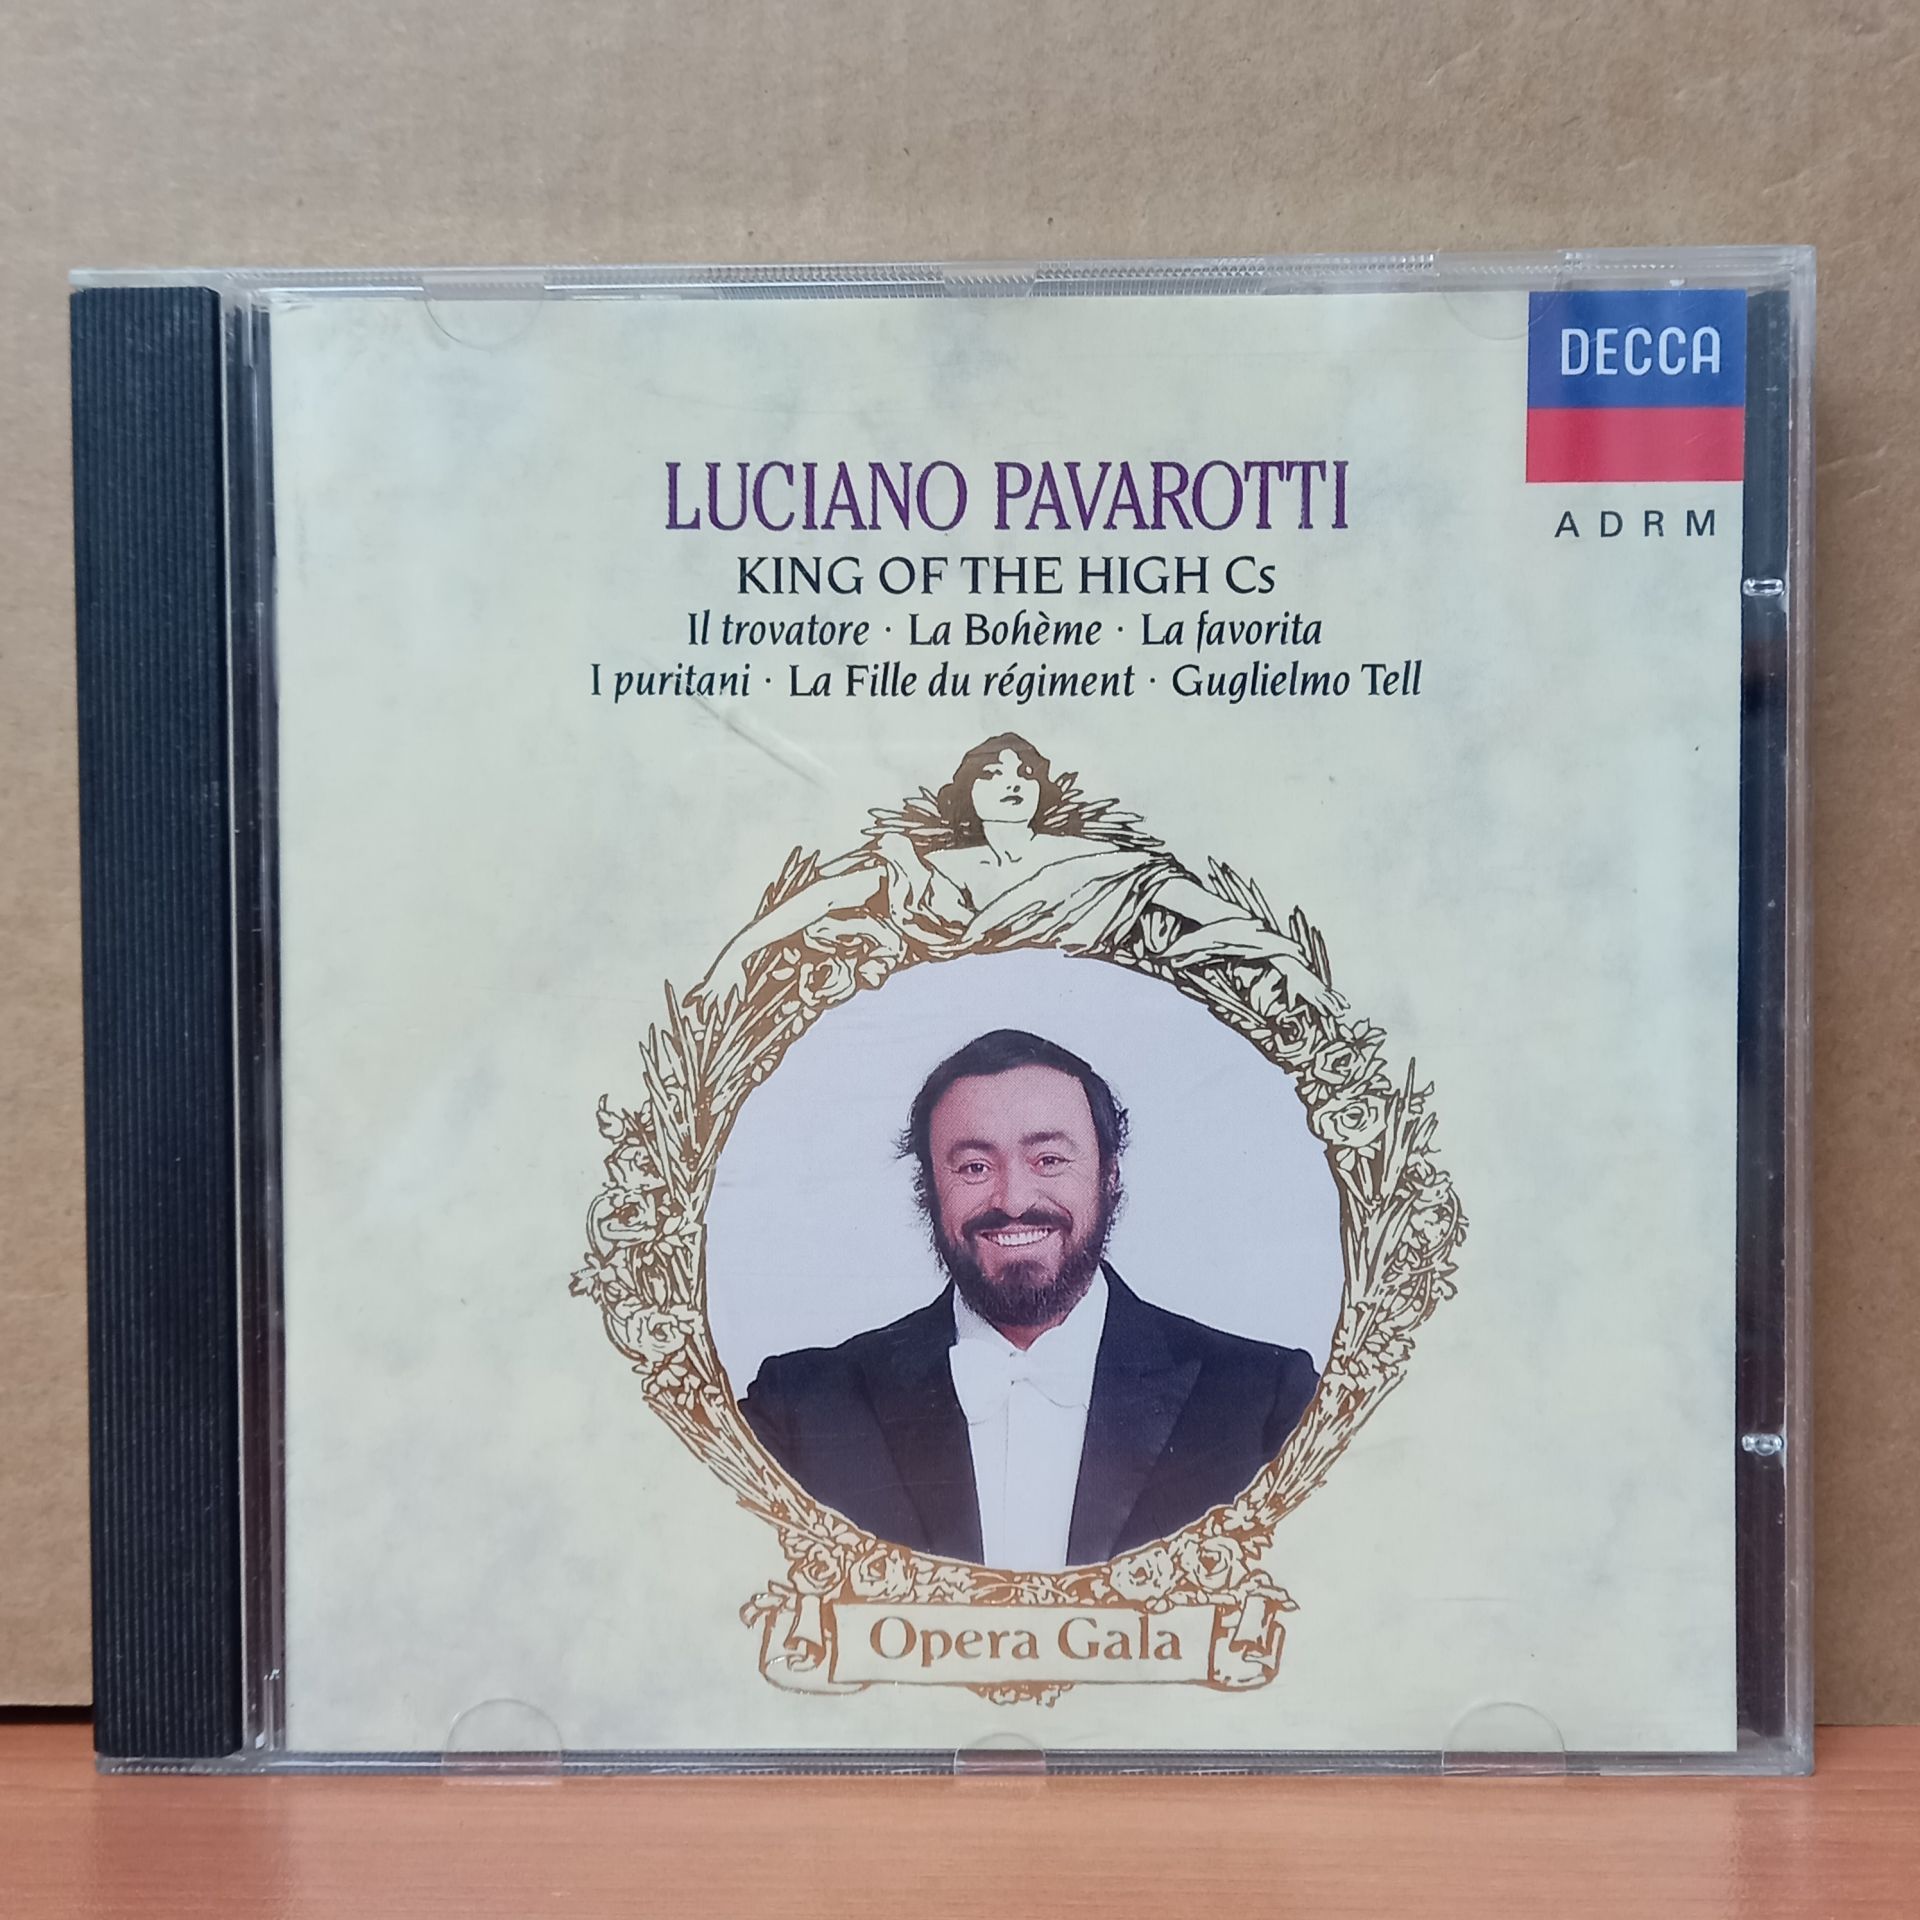 DECCA
ADRM
LUCIANO PAVAROTTI
KING OF THE HIGH Cs
Il trovatore · La Bohème · La favorita
I puritani · La Fille du régiment · Guglielmo Tell
Opera Gala